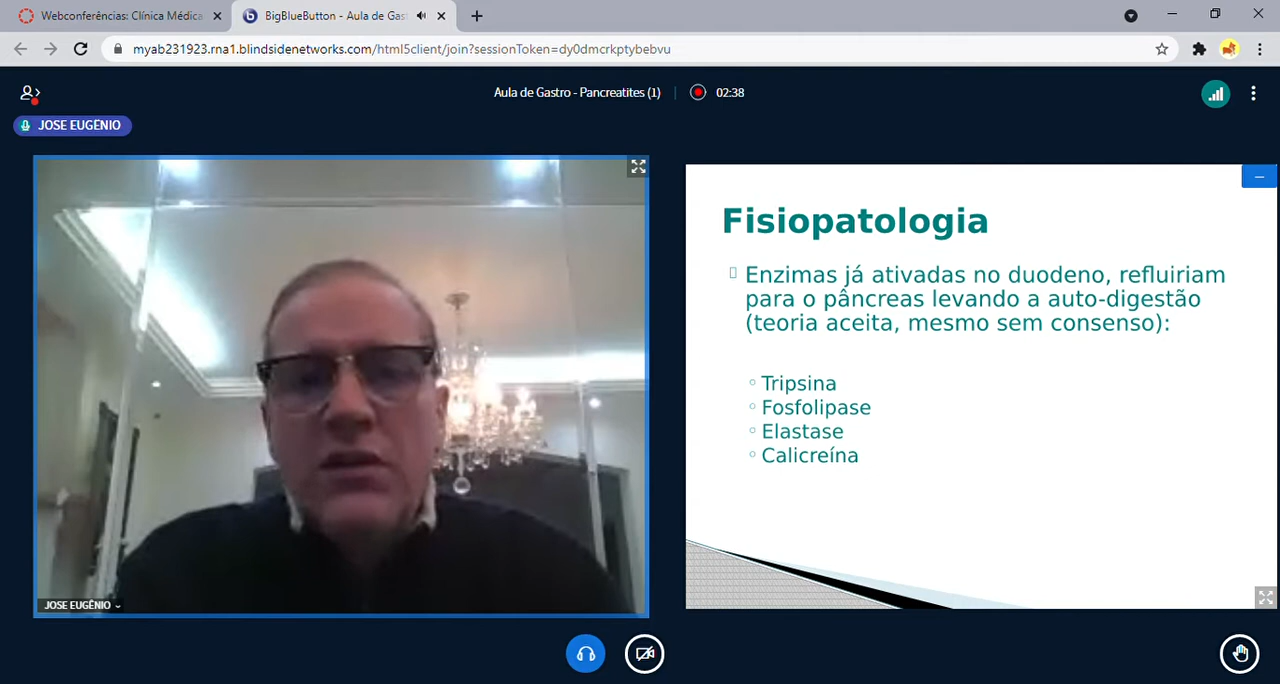 Webconferências: Clínica Médica
BigBlueButton - Aula de Gas
myab231923.rna1.blindsidenetworks.com/html5client/join?sessionToken=dy0dmcrkptybebvu
Aula de Gastro - Pancreatites (1)
02:38
JOSE EUGÊNIO
Fisiopatologia
Enzimas já ativadas no duodeno, refluiriam
para o pâncreas levando a auto-digestão
(teoria aceita, mesmo sem consenso):
Tripsina
Fosfolipase
Elastase
Calicreína
JOSE EUGÊNIO